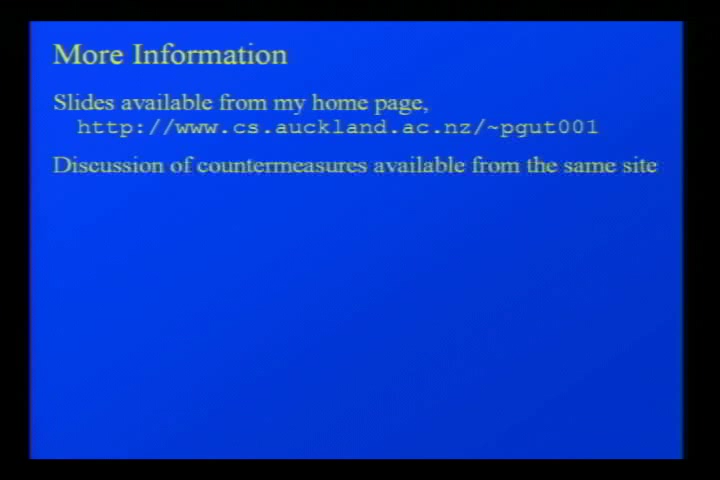 More Information
Slides available from my home page,
http://www.cs.auckland.ac.nz/~pgut001
Discussion of countermeasures available from the same site